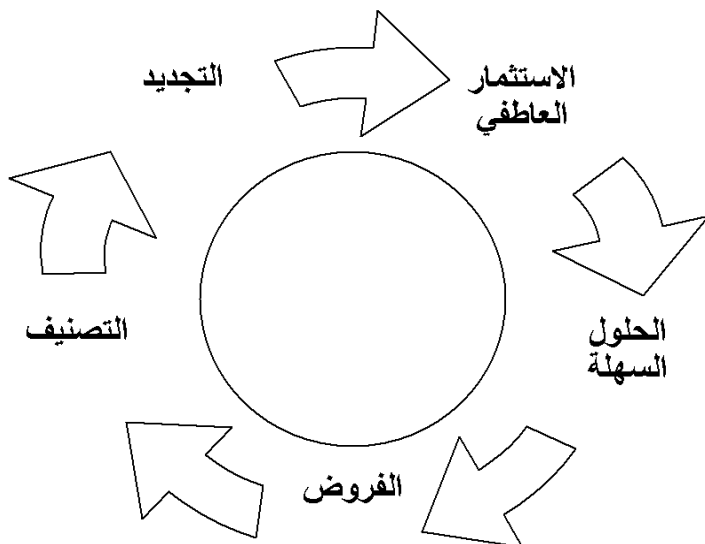 التجديد
الاستثمار
العاطفي
الحلول
السهلة
الفروض
التصنيف